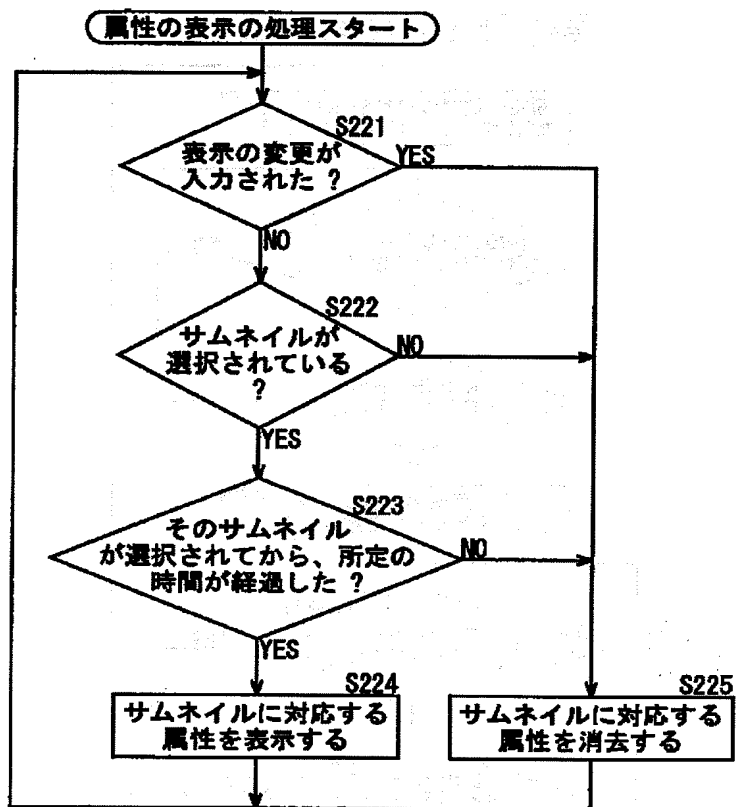 属性の表示の処理スタート
S221
表示の変更が
入力された ?
YES
NO
S222
サムネイルが
選択されている
?
NO
YES
S223
そのサムネイル
が選択されてから、所定の
時間が経過した ?
NO
YES
S224
サムネイルに対応する
属性を表示する
S225
サムネイルに対応する
属性を消去する